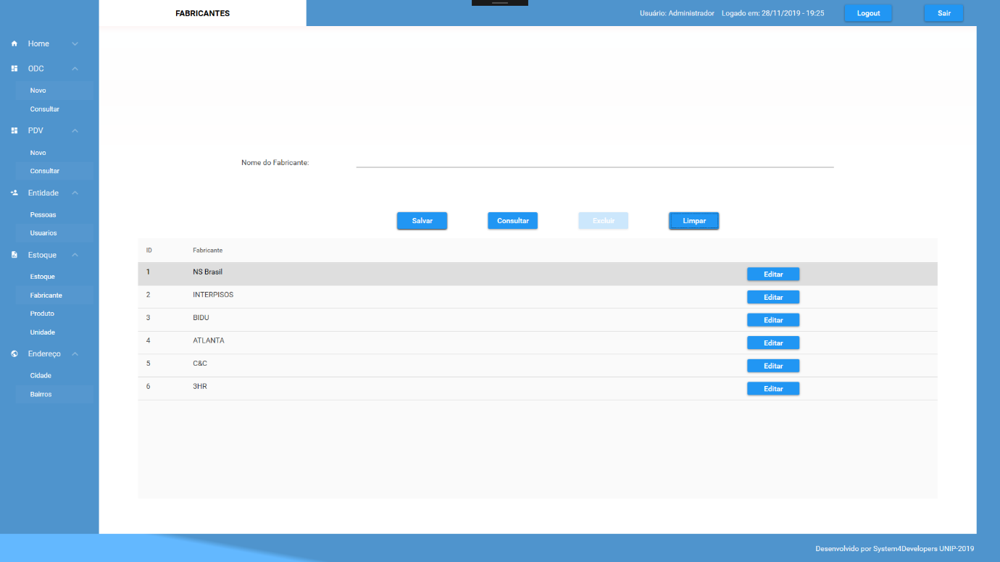 FABRICANTES
Usuário: Administrador Logado em: 28/11/2019 - 19:25 Logout Sair
Home
ODC
Novo
Consultar
PDV
Novo
Consultar
Entidade
Pessoas
Usuarios
Estoque
Estoque
Fabricante
Produto
Unidade
Endereço
Cidade
Bairros
Nome do Fabricante:
Salvar Consultar Excluir Limpar
ID Fabricante
1 NS Brasil Editar
2 INTERPISOS Editar
3 BIDU Editar
4 ATLANTA Editar
5 C&C Editar
6 3HR Editar
Desenvolvido por System4Developers UNIP-2019